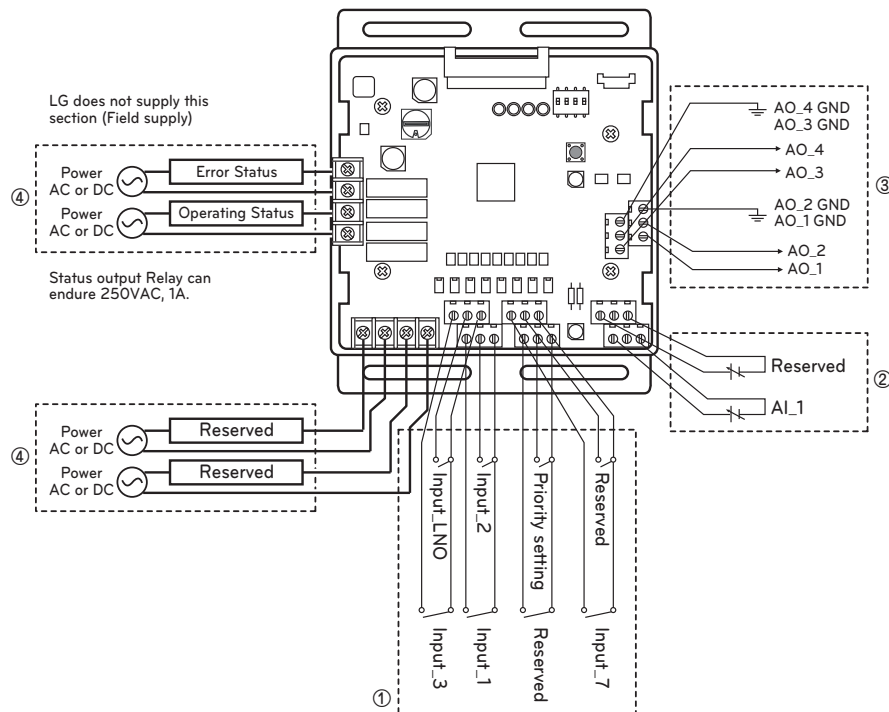 LG does not supply this
section (Field supply)
④
Power
AC or DC
Error Status
Power
AC or DC
Operating Status
Status output Relay can
endure 250VAC, 1A.
AO_4 GND
AO_3 GND
AO_4
AO_3
③
AO_2 GND
AO_1 GND
AO_2
AO_1
Reserved
②
AI_1
④
Power
AC or DC
Reserved
Power
AC or DC
Reserved
Input_LNO
Input_2
Priority setting
Reserved
Input_3
Input_1
Reserved
Input_7
①